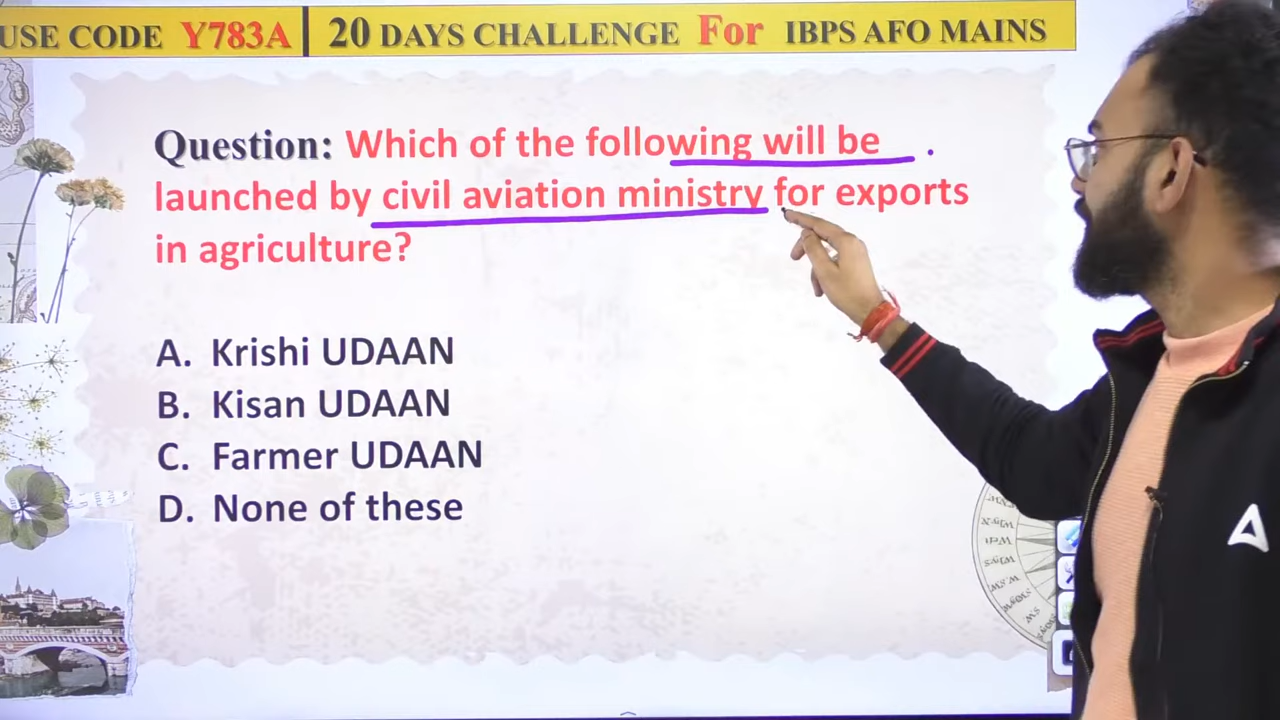 USE CODE Y783A | 20 DAYS CHALLENGE For IBPS AFO MAINS
Question: Which of the following will be
launched by civil aviation ministry for exports
in agriculture?
A. Krishi UDAAN
B. Kisan UDAAN
C. Farmer UDAAN
D. None of these